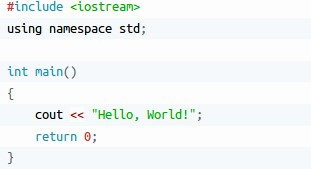 #include <iostream>
using namespace std;

int main()
{
    cout << "Hello, World!";
    return 0;
}